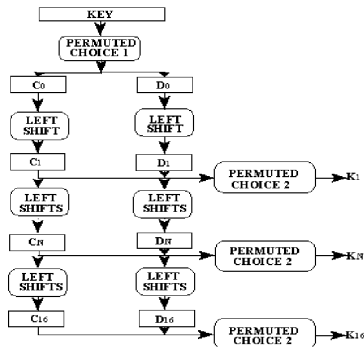 KEY
PERMUTED
CHOICE 1
C0 D0
LEFT
SHIFT
LEFT
SHIFT
C1 D1
PERMUTED
CHOICE 2
K1
LEFT
SHIFTS
LEFT
SHIFTS
CN DN
PERMUTED
CHOICE 2
KN
LEFT
SHIFTS
LEFT
SHIFTS
C16 D16
PERMUTED
CHOICE 2
K16